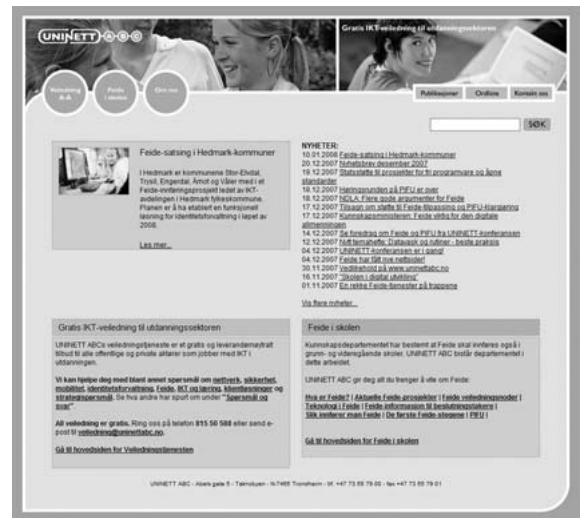 UNINETT ABC
Gratis IKT-veiledning til utdanningssektoren
Veiledning
A-Å
Feide
i skolen
Om oss
Publikasjoner
Ordliste
Kontakt oss
SØK
Feide-satsing i Hedmark-kommuner
I Hedmark er kommunene Stor-Elvdal,
Trysil, Engerdal, Åmot og Våler med i et
Feide-innføringsprosjekt ledet av IKT-
avdelingen i Hedmark fylkeskommune.
Planen er å ha etablert en funksjonell
løsning for identitetsforvaltning i løpet av
2008.
Les mer...
NYHETER:
10.01.2008 Feide-satsing i Hedmark-kommuner
20.12.2007 Nyhetsbrev desember 2007
19.12.2007 Statsstøtte til prosjekter for fri programvare og åpne
standarder
19.12.2007 Høringsrunden på PIFU er over
18.12.2007 NDLA: Flere gode argumenter for Feide
17.12.2007 Tilsagn om støtte til Feide-tilpassing og PIFU-klargjøring
17.12.2007 Kunnskapsministeren: Feide viktig for den digitale
allmenningen
14.12.2007 Se foredrag om Feide og PIFU fra UNINETT-konferansen
12.12.2007 Nytt temahefte: Datavask og rutiner - beste praksis
04.12.2007 UNINETT-konferansen er i gang!
04.12.2007 Feide har fått nye nettsider!
30.11.2007 Vedlikehold på www.uninettabc.no
16.11.2007 "Skolen i digital utvikling"
01.11.2007 En rekke Feide-tjenester på trappene
Vis flere nyheter...
Gratis IKT-veiledning til utdanningssektoren
UNINETT ABCs veiledningstjeneste er et gratis og leverandørnøytralt
tilbud til alle offentlige og private aktører som jobber med IKT i
utdanningen.
Vi kan hjelpe deg med blant annet spørsmål om nettverk, sikkerhet,
mobilitet, identitetsforvaltning, Feide, IKT og læring, klientløsninger og
strategispørsmål. Se hva andre har spurt om under "Spørsmål og
svar".
All veiledning er gratis. Ring oss på telefon 815 50 588 eller send e-
post til veiledning@uninettabc.no.
Gå til hovedsiden for Veiledningstjenesten
Feide i skolen
Kunnskapsdepartementet har bestemt at Feide skal innføres også i
grunn- og videregående skoler. UNINETT ABC bistår departementet i
dette arbeidet.
UNINETT ABC gir deg alt du trenger å vite om Feide:
Hva er Feide? | Aktuelle Feide-prosjekter | Feide veiledningsnoder |
Teknologi i Feide | Feide-informasjon til beslutningstakere |
Slik innfører man Feide | De første Feide-stegene | PIFU |
Gå til hovedsiden for Feide i skolen
UNINETT ABC - Abels gate 5 - Teknobyen - N-7465 Trondheim - tlf. +47 73 55 79 00 - fax +47 73 55 79 01